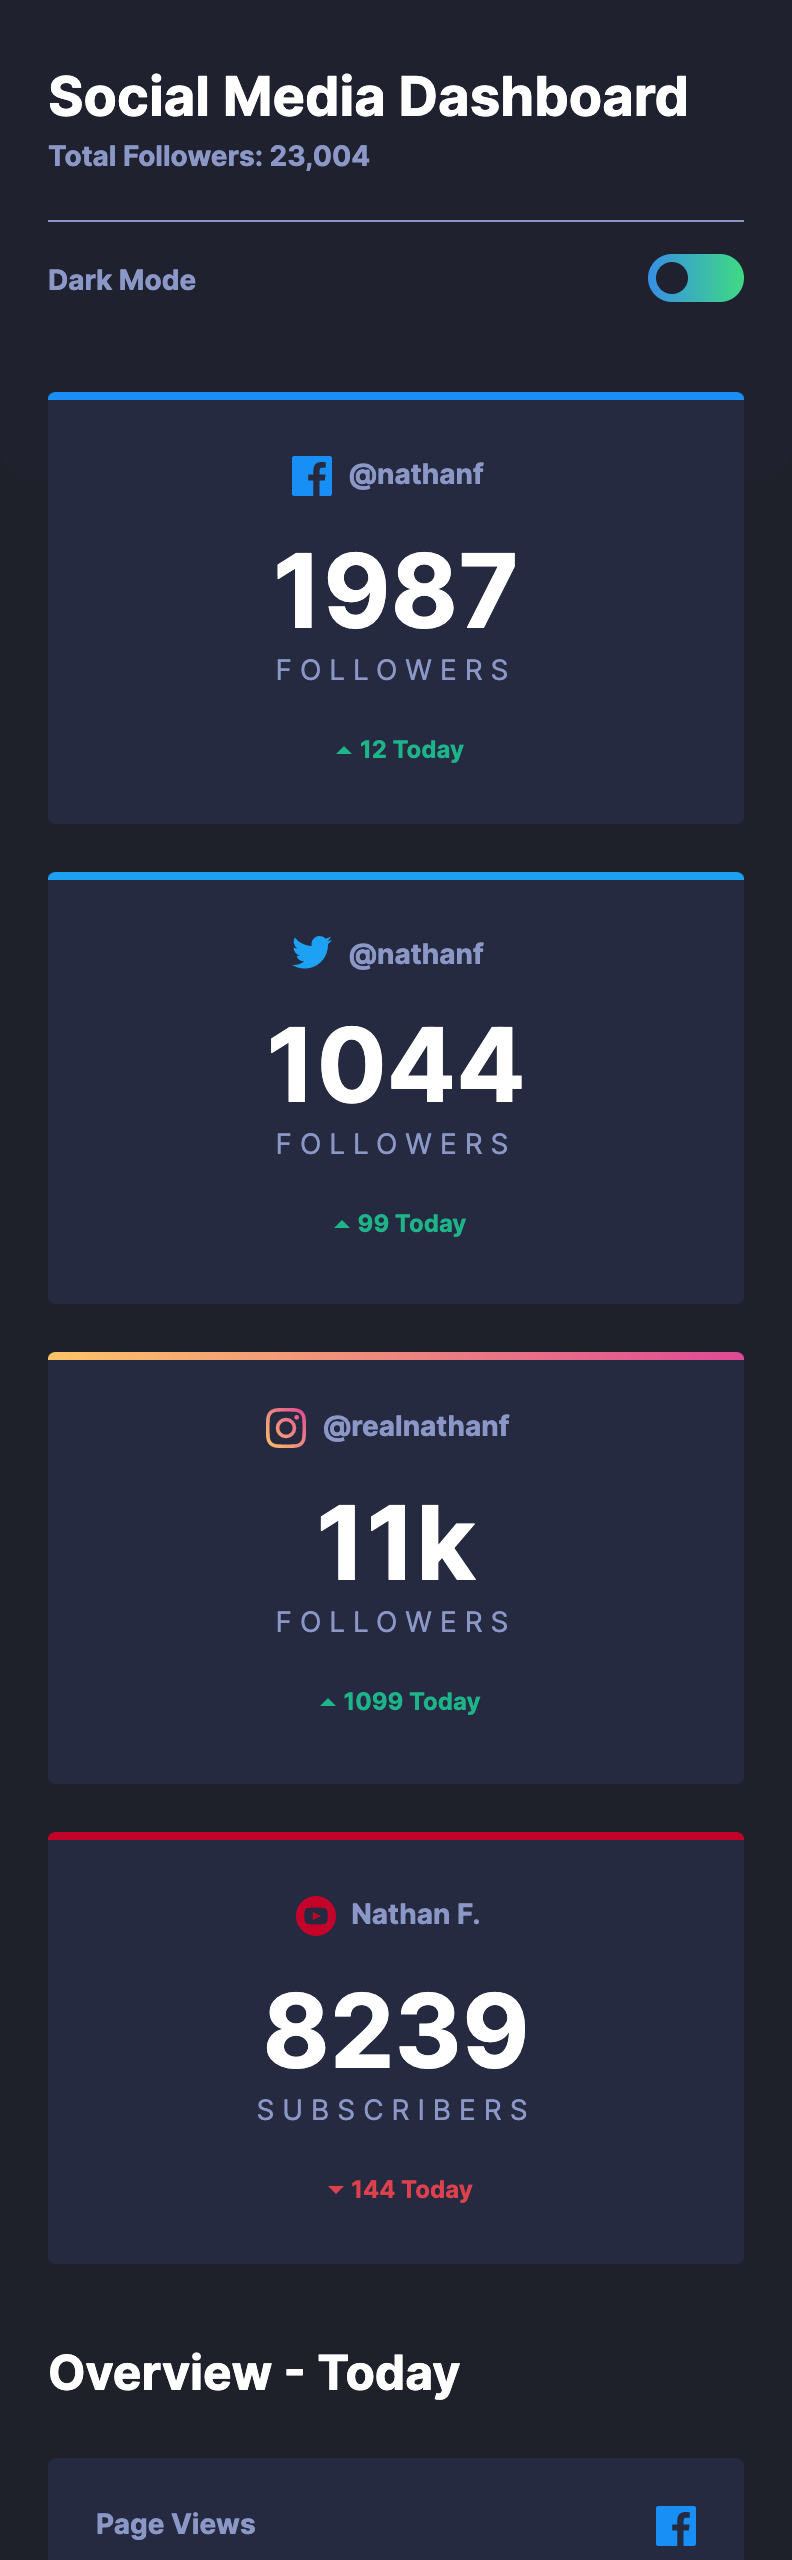 Social Media Dashboard
Total Followers: 23,004
Dark Mode
@nathanf
1987
FOLLOWERS
12 Today
@nathanf
1044
FOLLOWERS
99 Today
@realnathanf
11k
FOLLOWERS
1099 Today
Nathan F.
8239
SUBSCRIBERS
144 Today
Overview - Today
Page Views